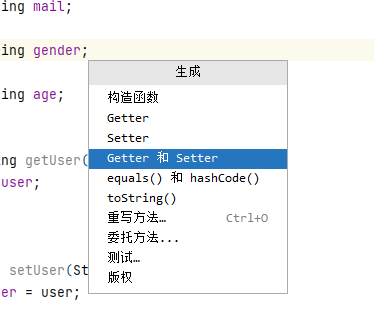 ing mail;
ing gender;
生成
ing age;
构造函数
Getter
Setter
Getter 和 Setter
ng getUser(
equals() 和 hashCode()
user;
toString()
重写方法… Ctrl+O
委托方法...
测试…
setUser(St
版权
er = user;